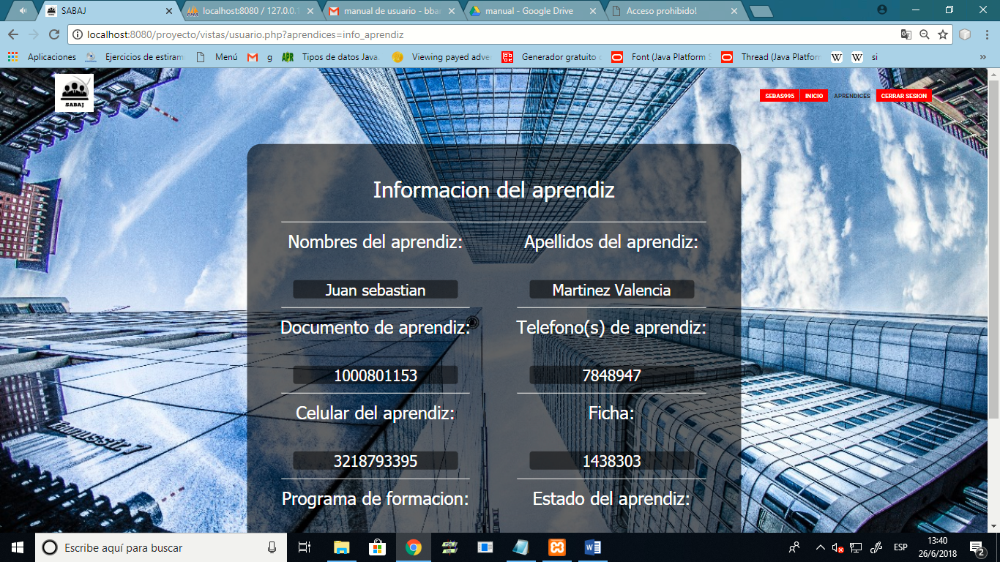 SABAJ
localhost:8080 / 127.0.0.1
manual de usuario - bbar
manual - Google Drive
Acceso prohibido!
localhost:8080/proyecto/vistas/usuario.php?aprendices=info_aprendiz
Aplicaciones
Ejercicios de estirami
Menú
g
Tipos de datos Java
Viewing payed adve
Generador gratuito
Font (Java Platform S
Thread (Java Platfor
si
SABAJ
SEBAS995 INICIO APRENDICES CERRAR SESION
Informacion del aprendiz
Nombres del aprendiz: Apellidos del aprendiz:
Juan sebastian Martinez Valencia
Documento de aprendiz: Telefono(s) de aprendiz:
1000801153 7848947
Celular del aprendiz: Ficha:
3218793395 1438303
Programa de formacion: Estado del aprendiz:
Escribe aquí para buscar
ESP
13:40
26/6/2018
2